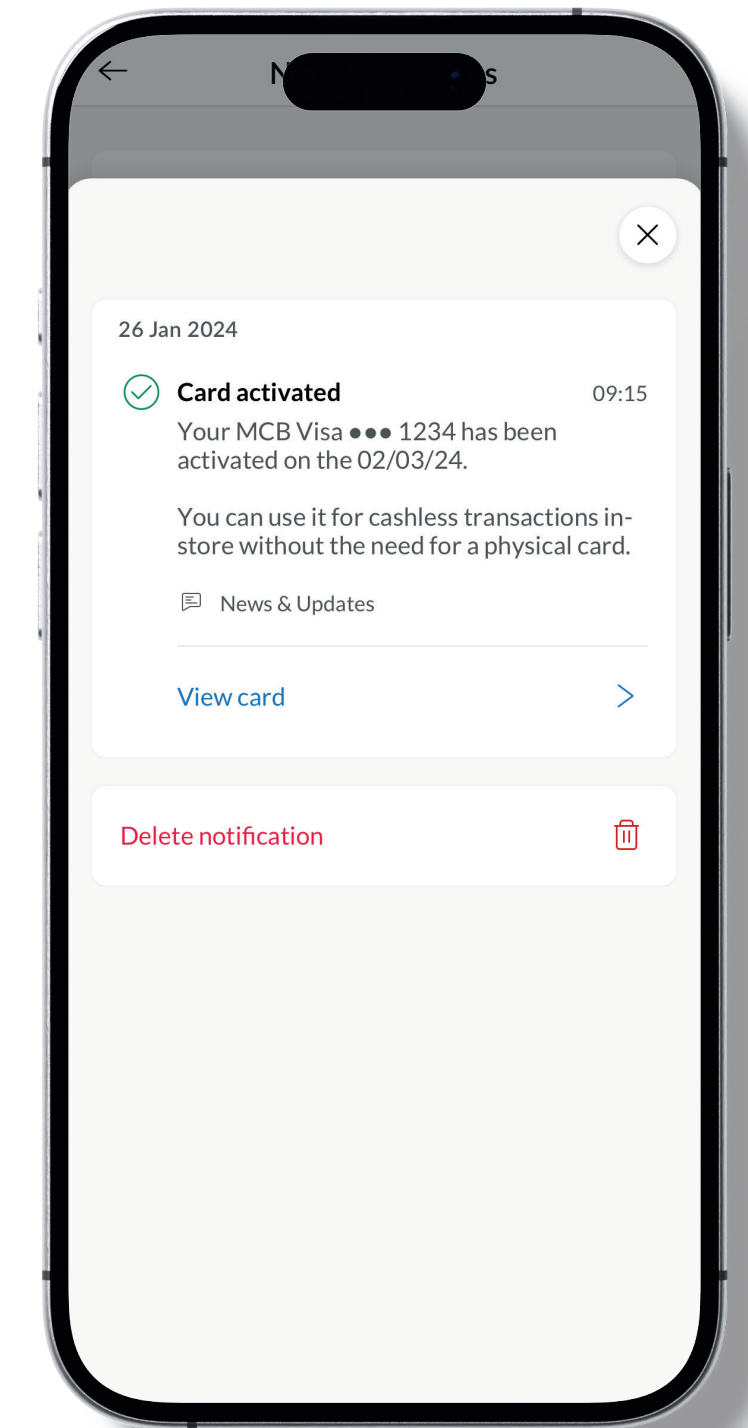 26 Jan 2024
Card activated 09:15
Your MCB Visa ●●● 1234 has been
activated on the 02/03/24.
You can use it for cashless transactions in-
store without the need for a physical card.
News & Updates
View card
Delete notification